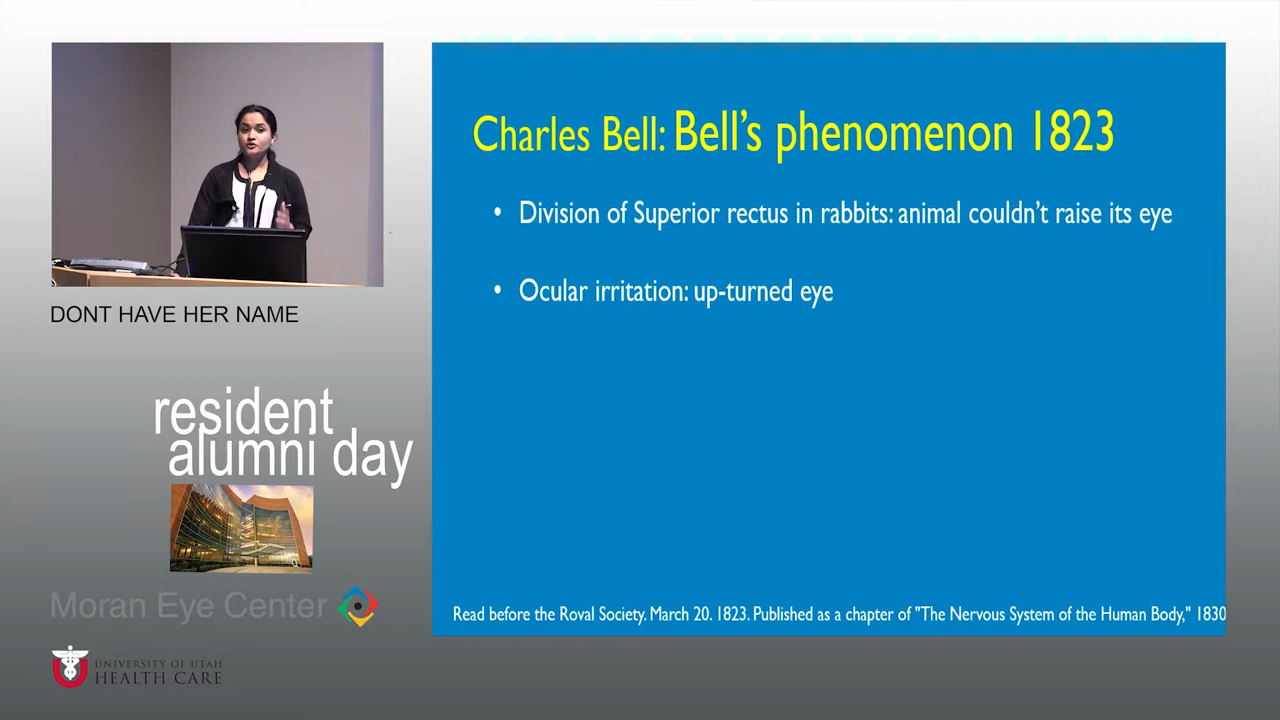 Charles Bell: Bell's phenomenon 1823
• Division of Superior rectus in rabbits: animal couldn't raise its eye
• Ocular irritation: up-turned eye
Read before the Royal Society. March 20. 1823. Published as a chapter of "The Nervous System of the Human Body," 1830
DONT HAVE HER NAME
resident
alumni day
Moran Eye Center
UNIVERSITY OF UTAH
HEALTH CARE